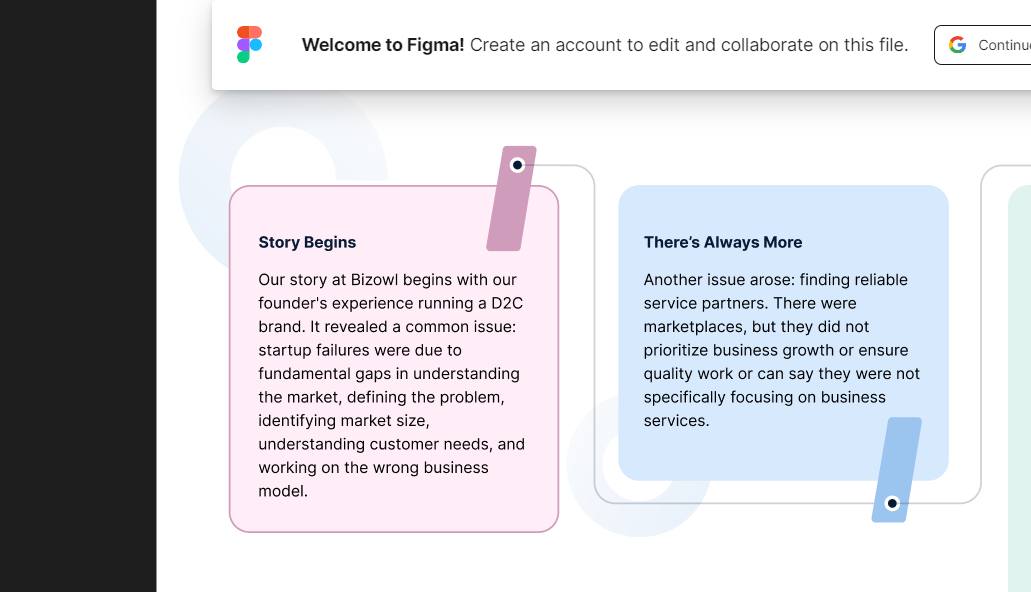 Welcome to Figma! Create an account to edit and collaborate on this file.
Continue
Story Begins
Our story at Bizowl begins with our
founder's experience running a D2C
brand. It revealed a common issue:
startup failures were due to
fundamental gaps in understanding
the market, defining the problem,
identifying market size,
understanding customer needs, and
working on the wrong business
model.
There’s Always More
Another issue arose: finding reliable
service partners. There were
marketplaces, but they did not
prioritize business growth or ensure
quality work or can say they were not
specifically focusing on business
services.